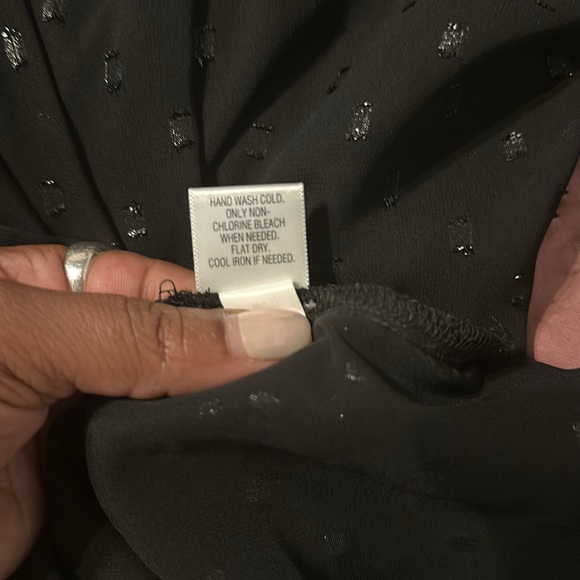 HAND WASH COLD.
ONLY NON-
CHLORINE BLEACH
WHEN NEEDED.
FLAT DRY.
COOL IRON IF NEEDED.